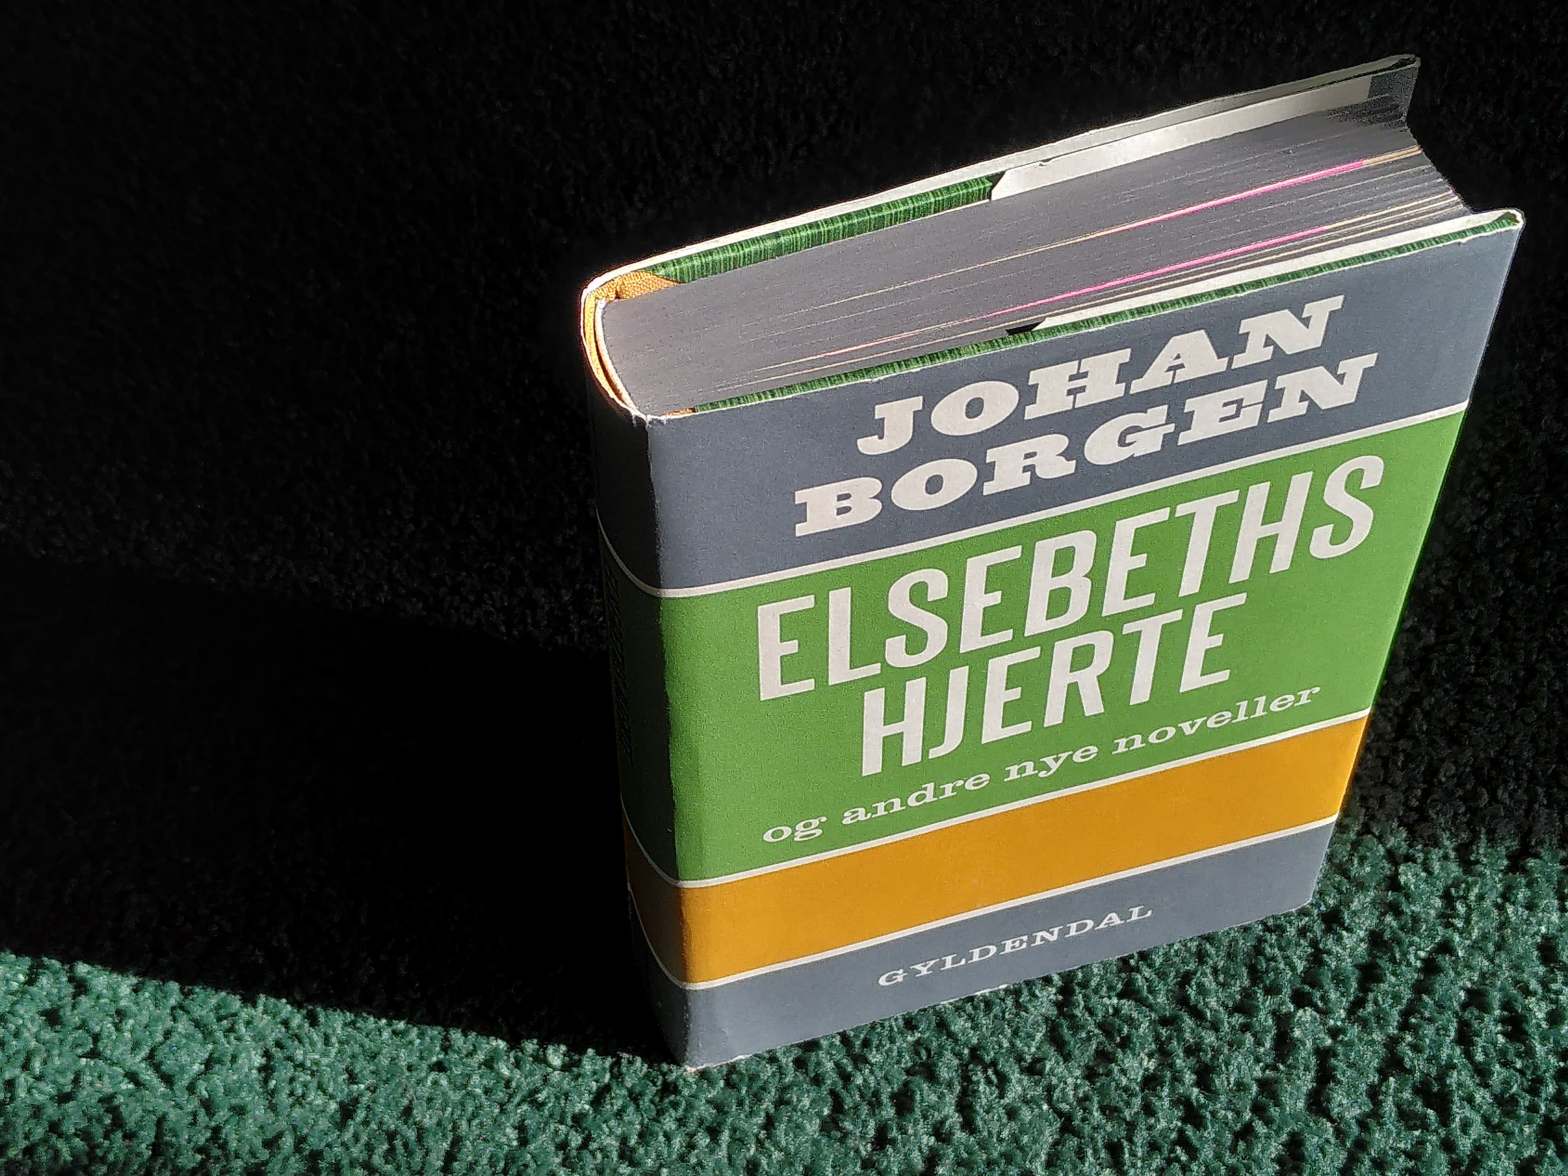 JOHAN
BORGEN
ELSEBETHS
HJERTE
og andre nye noveller
GYLDENDAL